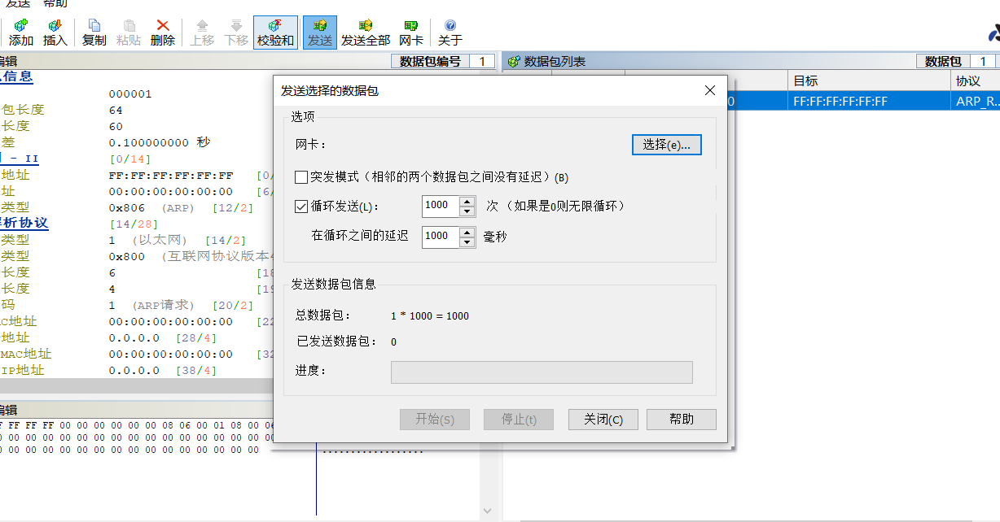 发送 帮助
添加 插入 复制 粘贴 删除 上移 下移 校验和 发送 发送全部 网卡 关于
编辑 数据包编号 1
数据包列表 数据包 1
目标 协议
0 FF:FF:FF:FF:FF:FF ARP_R...
信息
000001
包长度 64
长度 60
差 0.100000000 秒
- II [0/14]
地址 FF:FF:FF:FF:FF:FF [0/
址 00:00:00:00:00:00 [6/
类型 0x806 (ARP) [12/2]
析协议 [14/28]
类型 1 (以太网) [14/2]
类型 0x800 (互联网协议版本4
长度 6 [18
长度 4 [19
码 1 (ARP请求) [20/2]
C地址 00:00:00:00:00:00 [22
地址 0.0.0.0 [28/4]
MAC地址 00:00:00:00:00:00 [32
IP地址 0.0.0.0 [38/4]
编辑
F FF FF FF 00 00 00 00 00 00 08 06 00 01 08 00 06
0 00 00 00 00 00 00 00 00 00 00 00 00 00 00 00 00
0 00 00 00 00 00 00 00 00 00 00 00 00 00 00 00
..................
发送选择的数据包
选项
网卡： 选择(e)...
突发模式（相邻的两个数据包之间没有延迟）(B)
循环发送(L)： 1000 次 （如果是0则无限循环）
在循环之间的延迟 1000 毫秒
发送数据包信息
总数据包： 1 * 1000 = 1000
已发送数据包： 0
进度：
开始(S) 停止(t) 关闭(C) 帮助